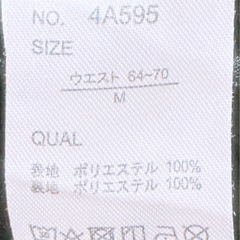 NO. 4A595
SIZE
ウエスト 64~70
M
QUAL
表地 ポリエステル 100%
裏地 ポリエステル 100%